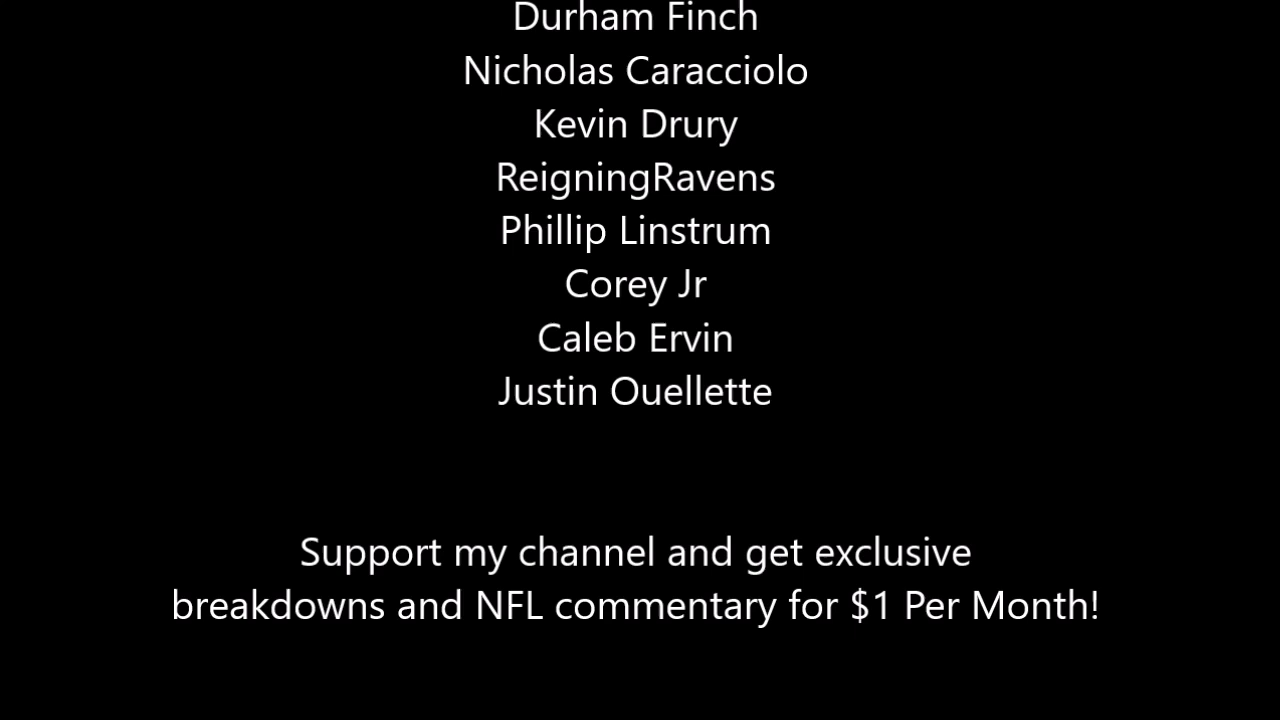 Durham Finch
Nicholas Caracciolo
Kevin Drury
ReigningRavens
Phillip Linstrum
Corey Jr
Caleb Ervin
Justin Ouellette
Support my channel and get exclusive
breakdowns and NFL commentary for $1 Per Month!